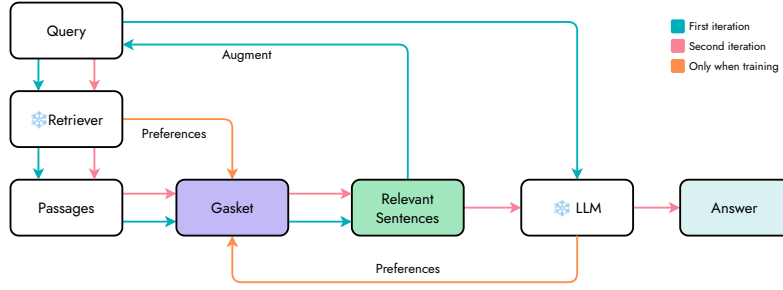 Query
First iteration
Second iteration
Only when training
Augment
Retriever
Preferences
Passages
Gasket
Relevant
Sentences
LLM
Answer
Preferences